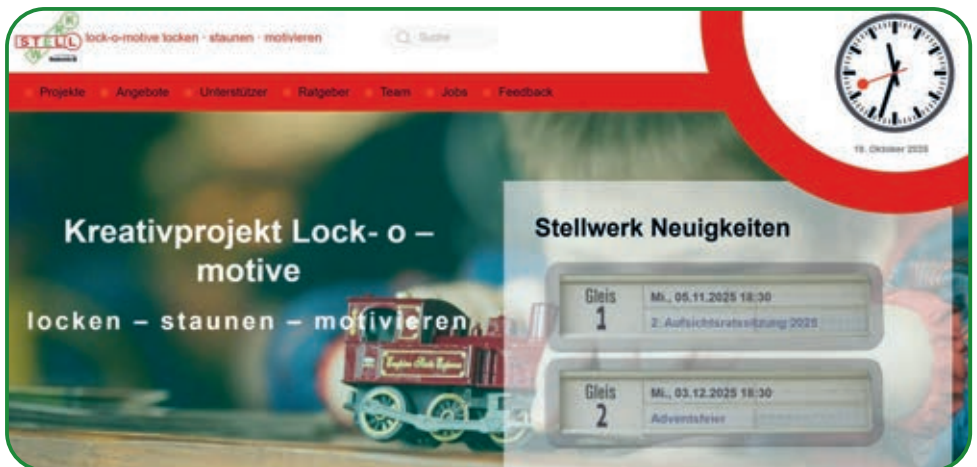 STELL
lock-o-motive locken · staunen · motivieren
Suche
Projekte Angebote Unterstützer Ratgeber Team Jobs Feedback
19. Oktober 2025
Kreativprojekt Lock- o –
motive
locken – staunen – motivieren
Stellwerk Neuigkeiten
Gleis 1
Mi., 05.11.2025 18:30
2. Aufsichtsratssitzung 2025
Gleis 2
Mi., 03.12.2025 18:30
Adventsfeier